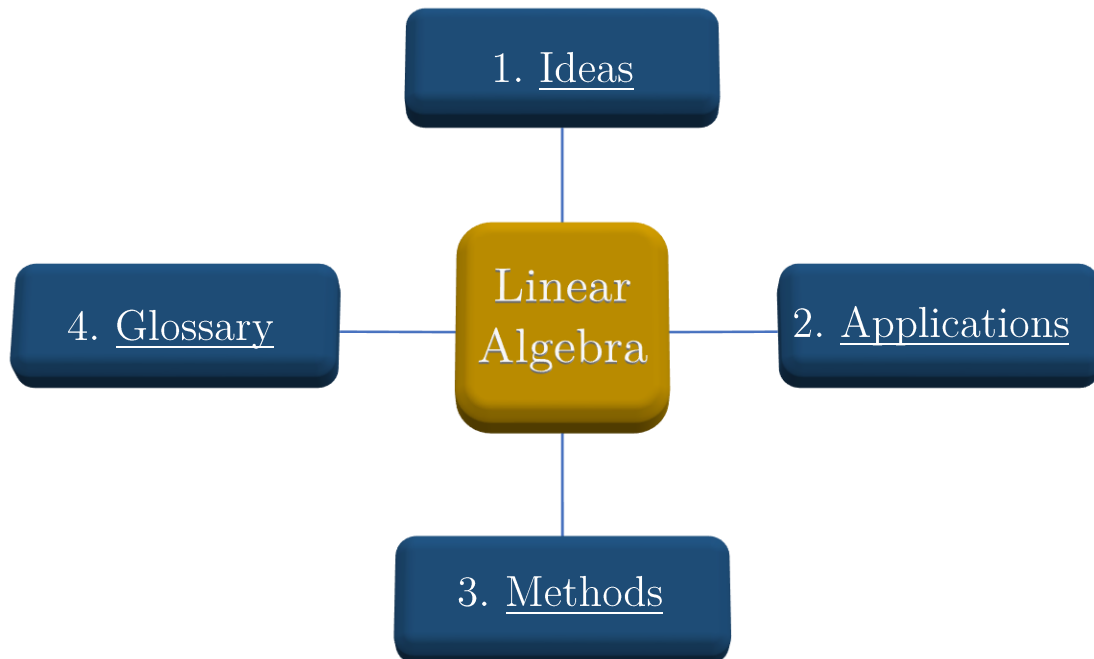 1. Ideas
Linear
Algebra
4. Glossary
2. Applications
3. Methods